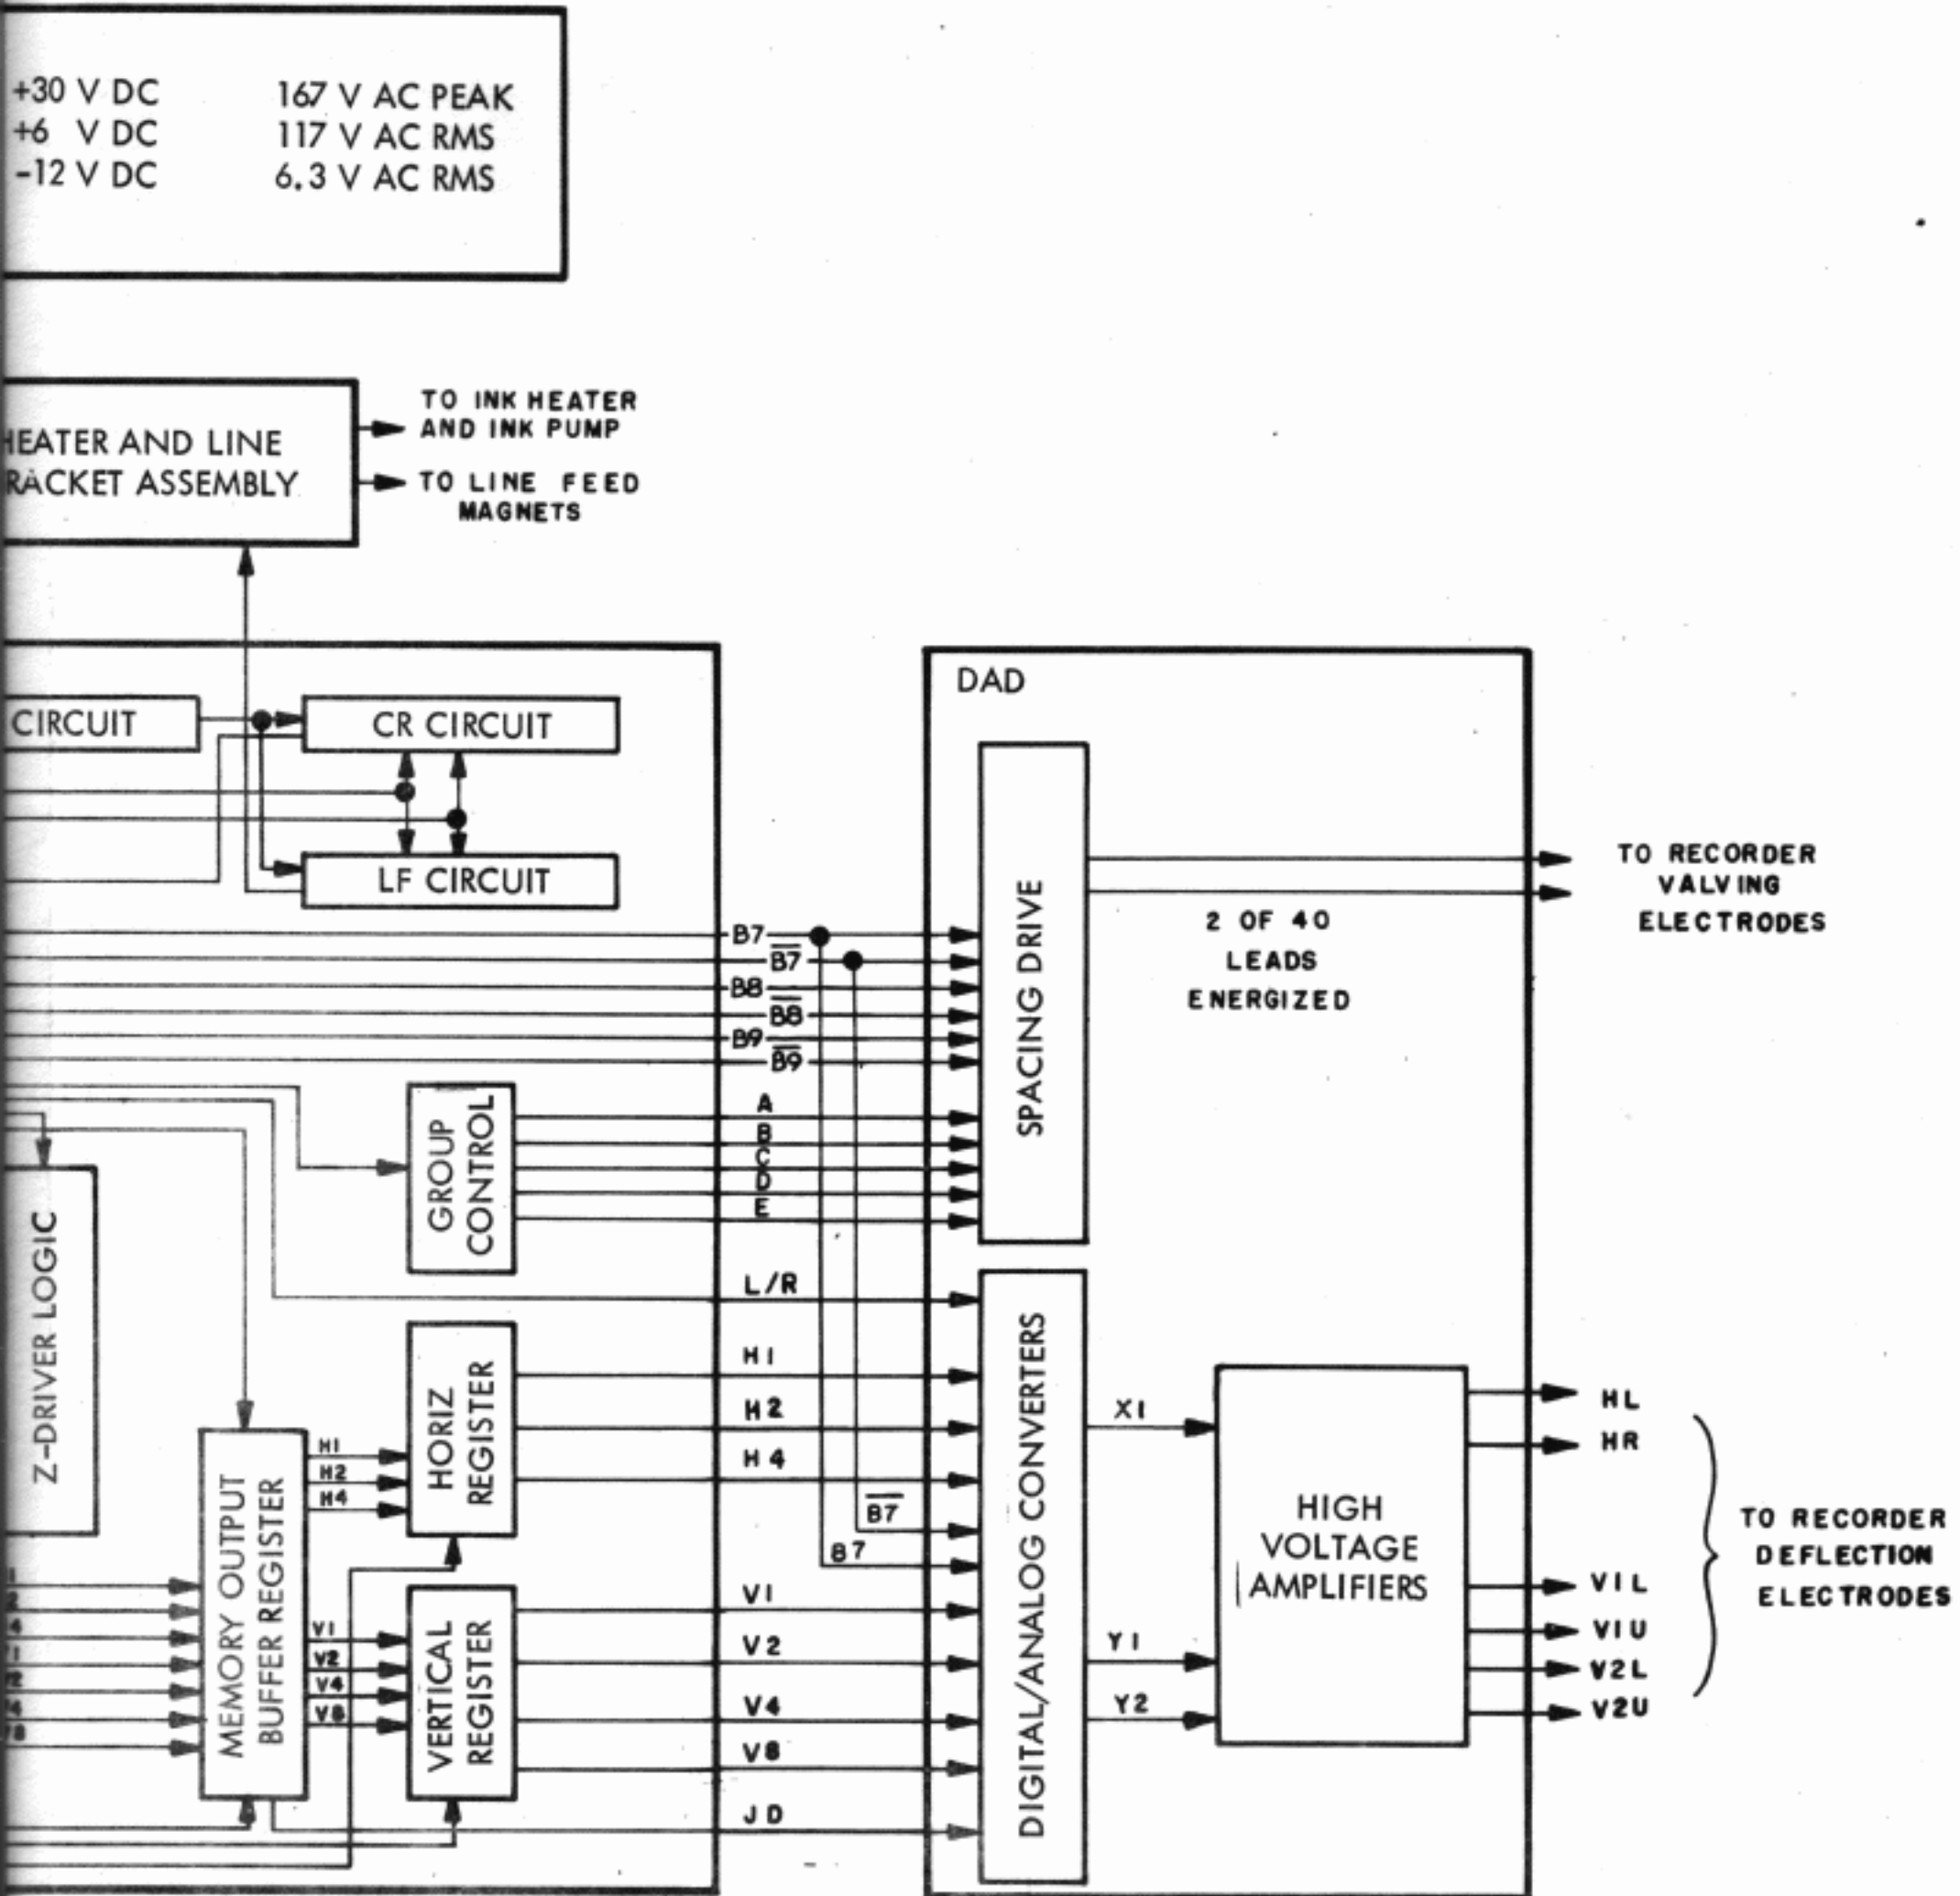 +30 V DC 167 V AC PEAK
+6 V DC 117 V AC RMS
-12 V DC 6.3 V AC RMS
HEATER AND LINE
RACKET ASSEMBLY
TO INK HEATER
AND INK PUMP
TO LINE FEED
MAGNETS
CIRCUIT
CR CIRCUIT
LF CIRCUIT
DAD
B7
B̅7̅
B8
B̅8̅
B9
B̅9̅
SPACING DRIVE
2 OF 40
LEADS
ENERGIZED
TO RECORDER
VALVING
ELECTRODES
GROUP
CONTROL
A
B
C
D
E
L/R
Z-DRIVER LOGIC
MEMORY OUTPUT
BUFFER REGISTER
H1
H2
H4
HORIZ
REGISTER
H1
H2
H4
B̅7̅
B7
V1
V2
V4
V8
VERTICAL
REGISTER
V1
V2
V4
V8
JD
DIGITAL/ANALOG CONVERTERS
X1
Y1
Y2
HIGH
VOLTAGE
AMPLIFIERS
HL
HR
V1L
V1U
V2L
V2U
TO RECORDER
DEFLECTION
ELECTRODES